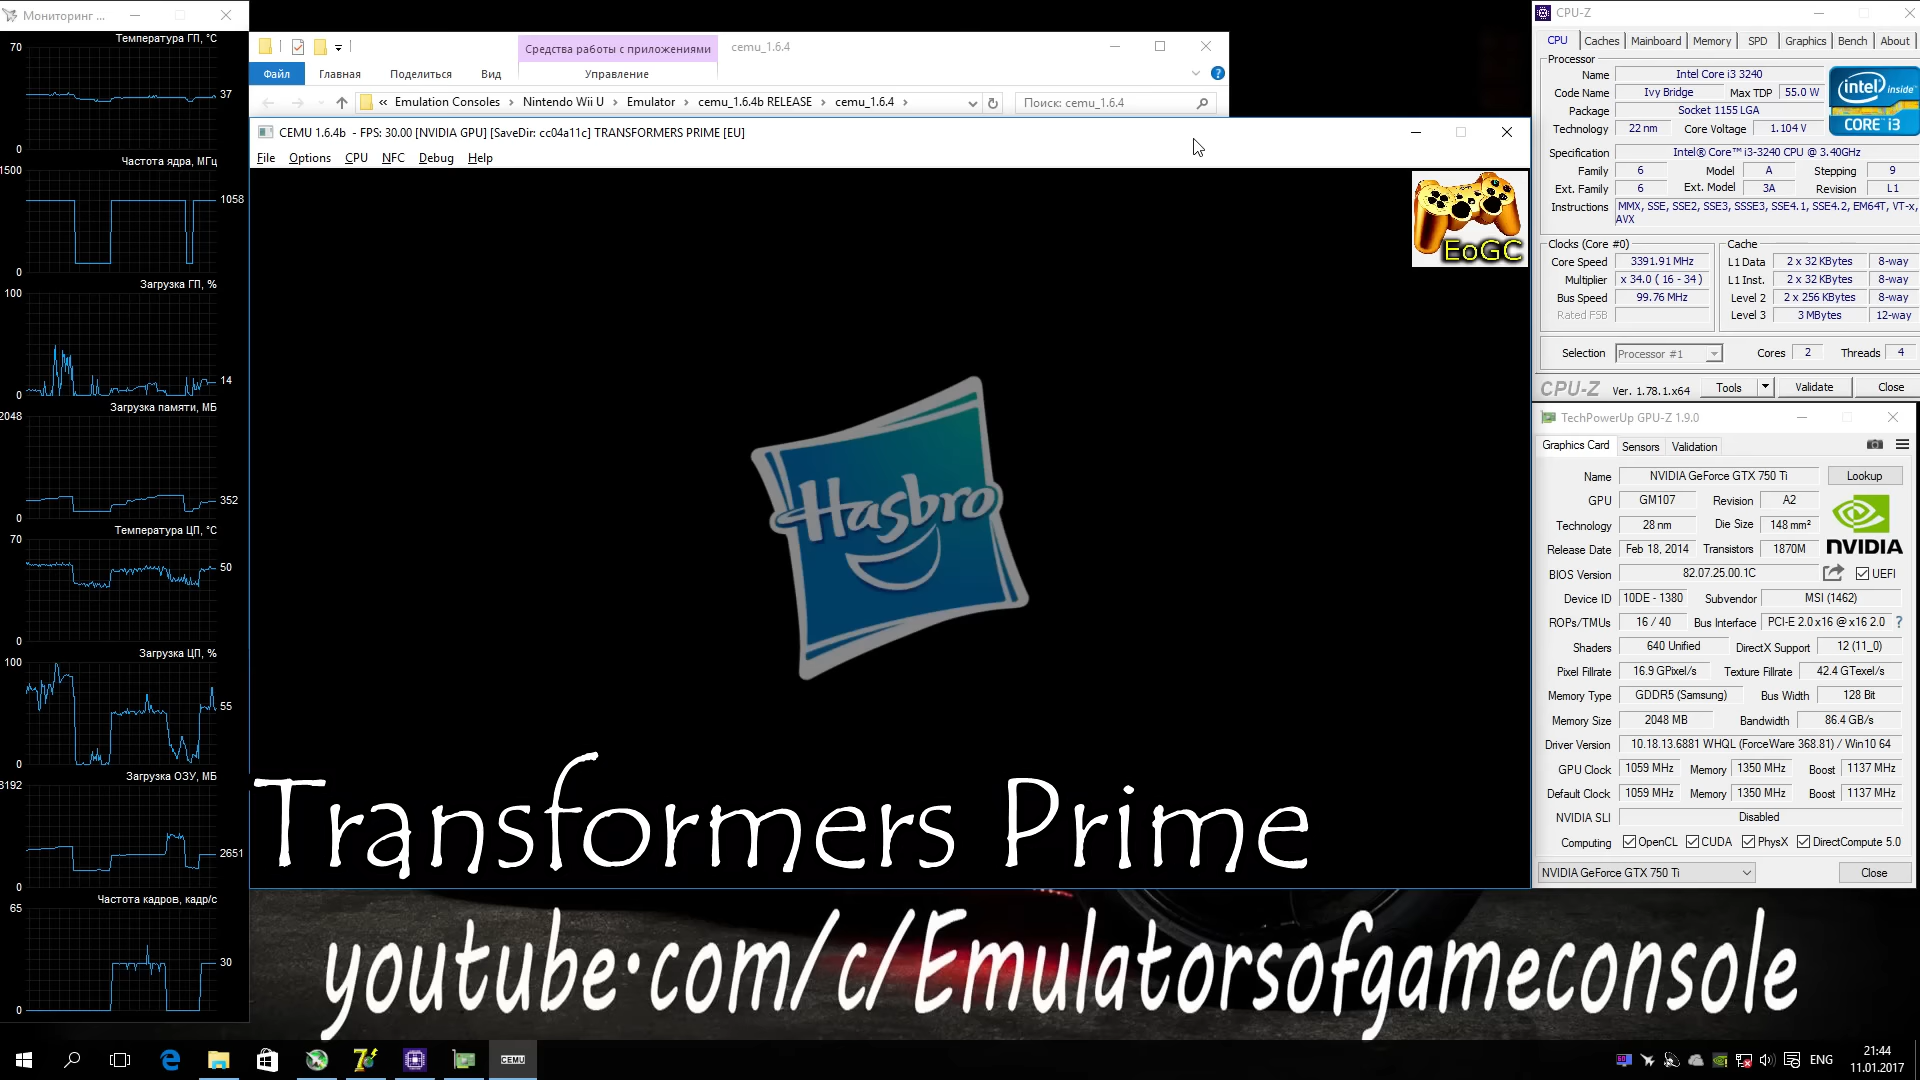 Мониторинг ...
Температура ГП, °C
70
37
0
Частота ядра, МГц
1500
1058
0
Загрузка ГП, %
100
14
0
Загрузка памяти, МБ
2048
352
0
Температура ЦП, °C
70
50
0
Загрузка ЦП, %
100
55
0
Загрузка ОЗУ, МБ
8192
2651
0
Частота кадров, кадр/с
65
30
0
Средства работы с приложениями
cemu_1.6.4
Файл Главная Поделиться Вид Управление
« Emulation Consoles › Nintendo Wii U › Emulator › cemu_1.6.4b RELEASE › cemu_1.6.4 ›
Поиск: cemu_1.6.4
CEMU 1.6.4b - FPS: 30.00 [NVIDIA GPU] [SaveDir: cc04a11c] TRANSFORMERS PRIME [EU]
File Options CPU NFC Debug Help
EoGC
Hasbro
Transformers Prime
youtube.com/c/Emulatorsofgameconsole
CPU-Z
CPU Caches Mainboard Memory SPD Graphics Bench About
Processor
Name Intel Core i3 3240
Code Name Ivy Bridge Max TDP 55.0 W
Package Socket 1155 LGA
Technology 22 nm Core Voltage 1.104 V
intel inside™
CORE i3
Specification Intel® Core™ i3-3240 CPU @ 3.40GHz
Family 6 Model A Stepping 9
Ext. Family 6 Ext. Model 3A Revision L1
Instructions MMX, SSE, SSE2, SSE3, SSSE3, SSE4.1, SSE4.2, EM64T, VT-x,
AVX
Clocks (Core #0)
Core Speed 3391.91 MHz
Multiplier x 34.0 ( 16 - 34 )
Bus Speed 99.76 MHz
Rated FSB
Cache
L1 Data 2 x 32 KBytes 8-way
L1 Inst. 2 x 32 KBytes 8-way
Level 2 2 x 256 KBytes 8-way
Level 3 3 MBytes 12-way
Selection Processor #1 Cores 2 Threads 4
CPU-Z Ver. 1.78.1.x64 Tools Validate Close
TechPowerUp GPU-Z 1.9.0
Graphics Card Sensors Validation
Name NVIDIA GeForce GTX 750 Ti Lookup
GPU GM107 Revision A2
Technology 28 nm Die Size 148 mm²
Release Date Feb 18, 2014 Transistors 1870M
NVIDIA
BIOS Version 82.07.25.00.1C UEFI
Device ID 10DE - 1380 Subvendor MSI (1462)
ROPs/TMUs 16 / 40 Bus Interface PCI-E 2.0 x16 @ x16 2.0 ?
Shaders 640 Unified DirectX Support 12 (11_0)
Pixel Fillrate 16.9 GPixel/s Texture Fillrate 42.4 GTexel/s
Memory Type GDDR5 (Samsung) Bus Width 128 Bit
Memory Size 2048 MB Bandwidth 86.4 GB/s
Driver Version 10.18.13.6881 WHQL (ForceWare 368.81) / Win10 64
GPU Clock 1059 MHz Memory 1350 MHz Boost 1137 MHz
Default Clock 1059 MHz Memory 1350 MHz Boost 1137 MHz
NVIDIA SLI Disabled
Computing OpenCL CUDA PhysX DirectCompute 5.0
NVIDIA GeForce GTX 750 Ti Close
CEMU
ENG
21:44
11.01.2017